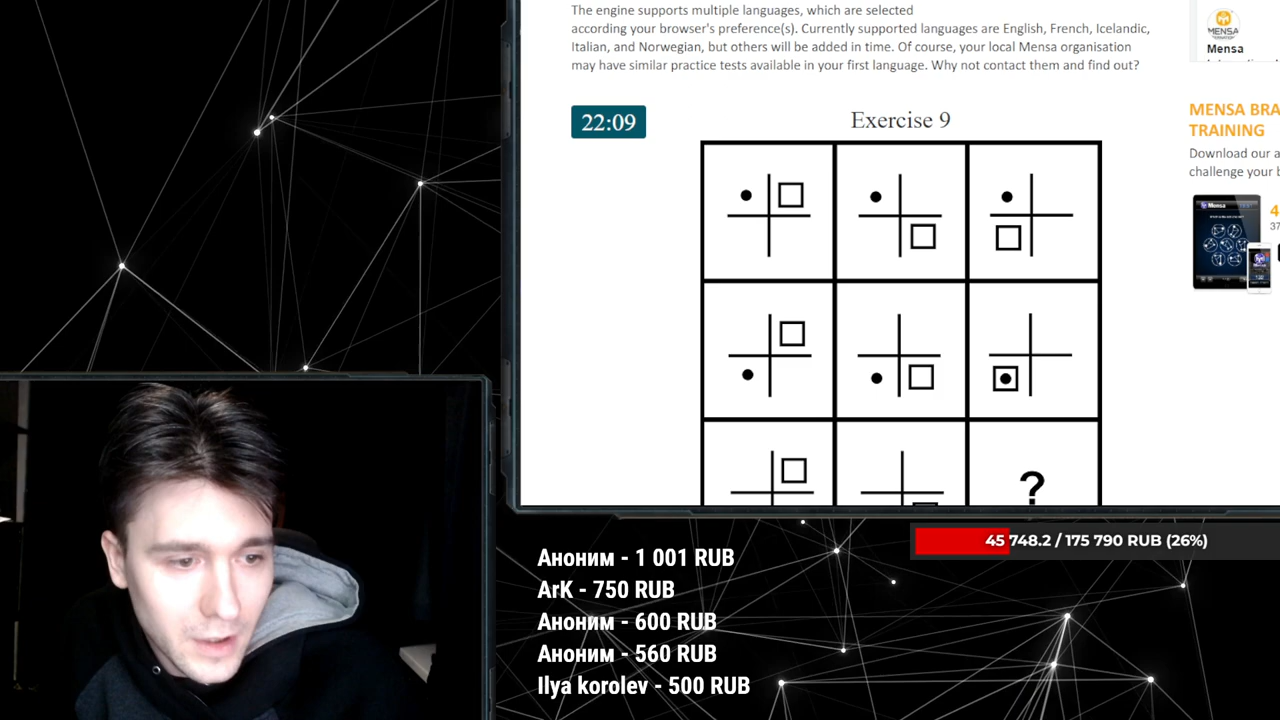 The engine supports multiple languages, which are selected
according your browser's preference(s). Currently supported languages are English, French, Icelandic,
Italian, and Norwegian, but others will be added in time. Of course, your local Mensa organisation
may have similar practice tests available in your first language. Why not contact them and find out?
MENSA
Mensa
22:09
Exercise 9
MENSA BRA
TRAINING
Download our a
challenge your b
Mensa
4
37
?
45 748.2 / 175 790 RUB (26%)
Аноним - 1 001 RUB
ArK - 750 RUB
Аноним - 600 RUB
Аноним - 560 RUB
Ilya korolev - 500 RUB